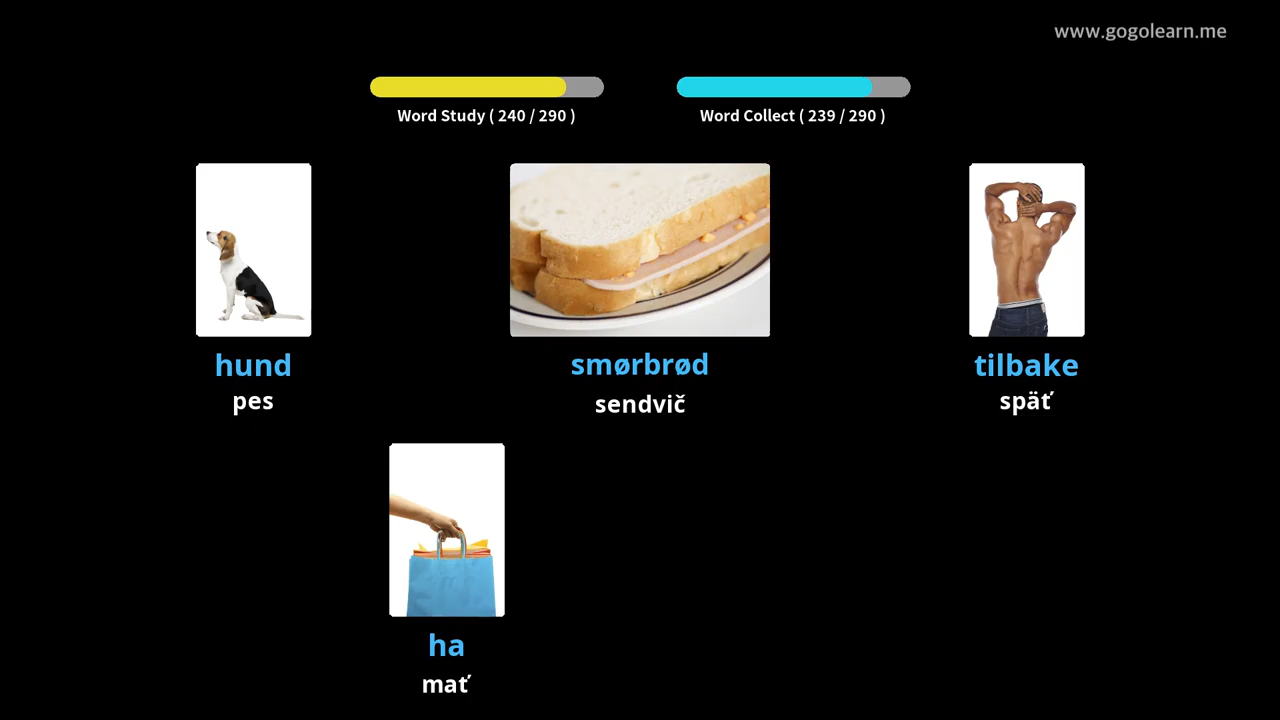 www.gogolearn.me
Word Study ( 240 / 290 )
Word Collect ( 239 / 290 )
hund
pes
smørbrød
sendvič
tilbake
späť
ha
mať